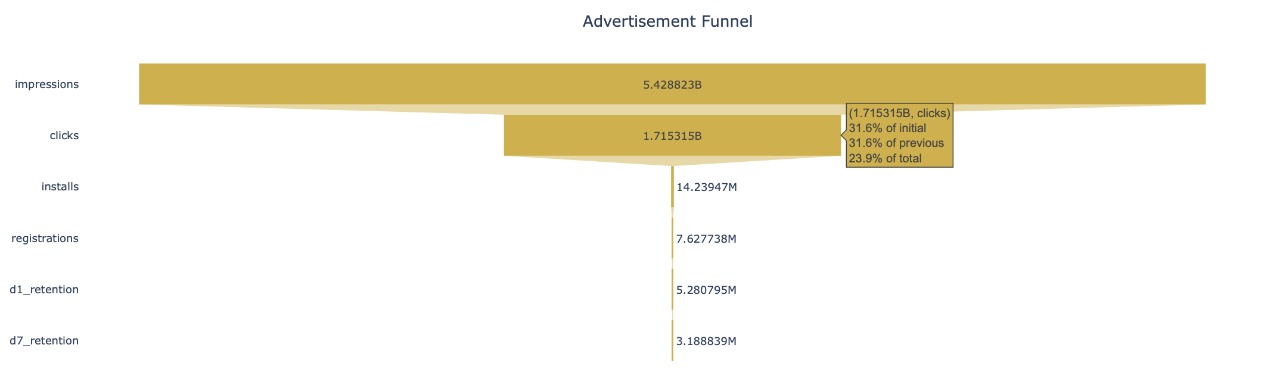 Advertisement Funnel
impressions
5.428823B
clicks
1.715315B
(1.715315B, clicks)
31.6% of initial
31.6% of previous
23.9% of total
installs
14.23947M
registrations
7.627738M
d1_retention
5.280795M
d7_retention
3.188839M